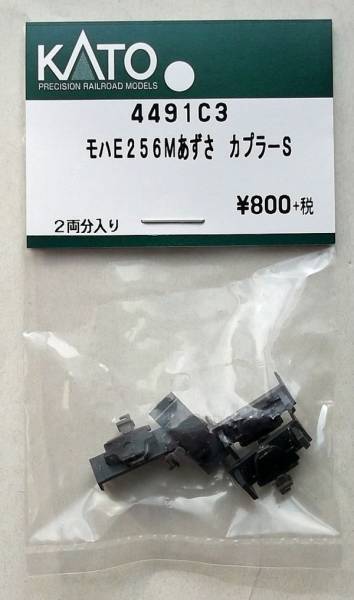 KATO
PRECISION RAILROAD MODELS
4491C3
モハE256Mあずさ カプラーS
¥800+税
2両分入り